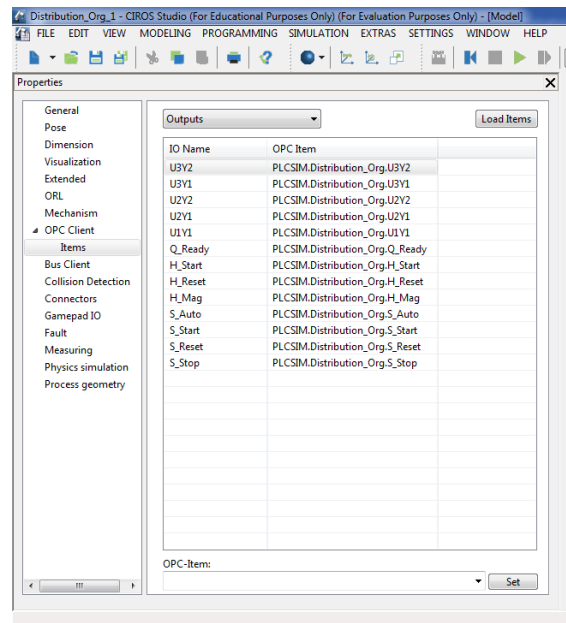 Distribution_Org_1 - CIROS Studio (For Educational Purposes Only) (For Evaluation Purposes Only) - [Model]
FILE EDIT VIEW MODELING PROGRAMMING SIMULATION EXTRAS SETTINGS WINDOW HELP
Properties
General
Pose
Dimension
Visualization
Extended
ORL
Mechanism
OPC Client
Items
Bus Client
Collision Detection
Connectors
Gamepad IO
Fault
Measuring
Physics simulation
Process geometry
Outputs Load Items
IO Name OPC Item
U3Y2 PLCSIM.Distribution_Org.U3Y2
U3Y1 PLCSIM.Distribution_Org.U3Y1
U2Y2 PLCSIM.Distribution_Org.U2Y2
U2Y1 PLCSIM.Distribution_Org.U2Y1
U1Y1 PLCSIM.Distribution_Org.U1Y1
Q_Ready PLCSIM.Distribution_Org.Q_Ready
H_Start PLCSIM.Distribution_Org.H_Start
H_Reset PLCSIM.Distribution_Org.H_Reset
H_Mag PLCSIM.Distribution_Org.H_Mag
S_Auto PLCSIM.Distribution_Org.S_Auto
S_Start PLCSIM.Distribution_Org.S_Start
S_Reset PLCSIM.Distribution_Org.S_Reset
S_Stop PLCSIM.Distribution_Org.S_Stop
OPC-Item:
Set